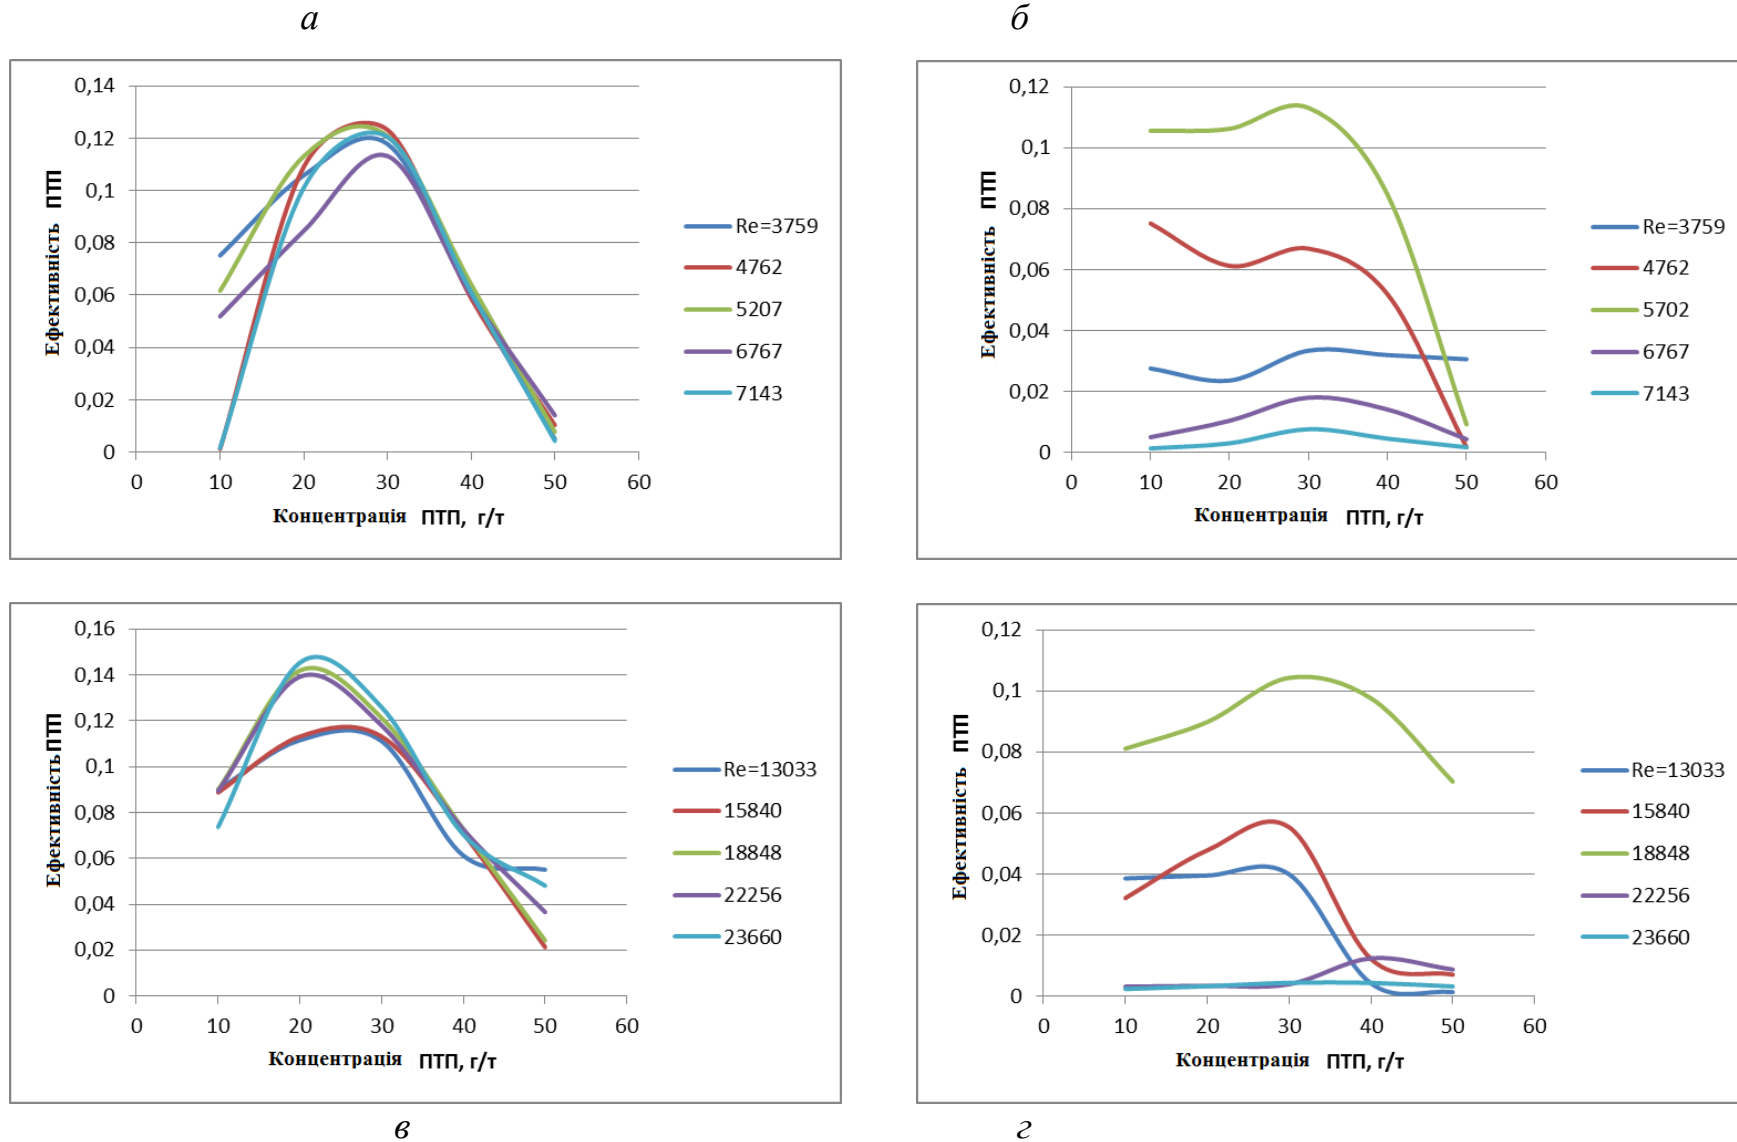 а
б
0,14
0,12
0,1
0,08
0,06
0,04
0,02
0
0 10 20 30 40 50 60
Ефективність ПТП
Концентрація ПТП, г/т
Re=3759
4762
5207
6767
7143
0,12
0,1
0,08
0,06
0,04
0,02
0
0 10 20 30 40 50 60
Ефективність ПТП
Концентрація ПТП, г/т
Re=3759
4762
5702
6767
7143
0,16
0,14
0,12
0,1
0,08
0,06
0,04
0,02
0
0 10 20 30 40 50 60
Ефективність ПТП
Концентрація ПТП, г/т
Re=13033
15840
18848
22256
23660
0,12
0,1
0,08
0,06
0,04
0,02
0
0 10 20 30 40 50 60
Ефективність ПТП
Концентрація ПТП, г/т
Re=13033
15840
18848
22256
23660
в
г